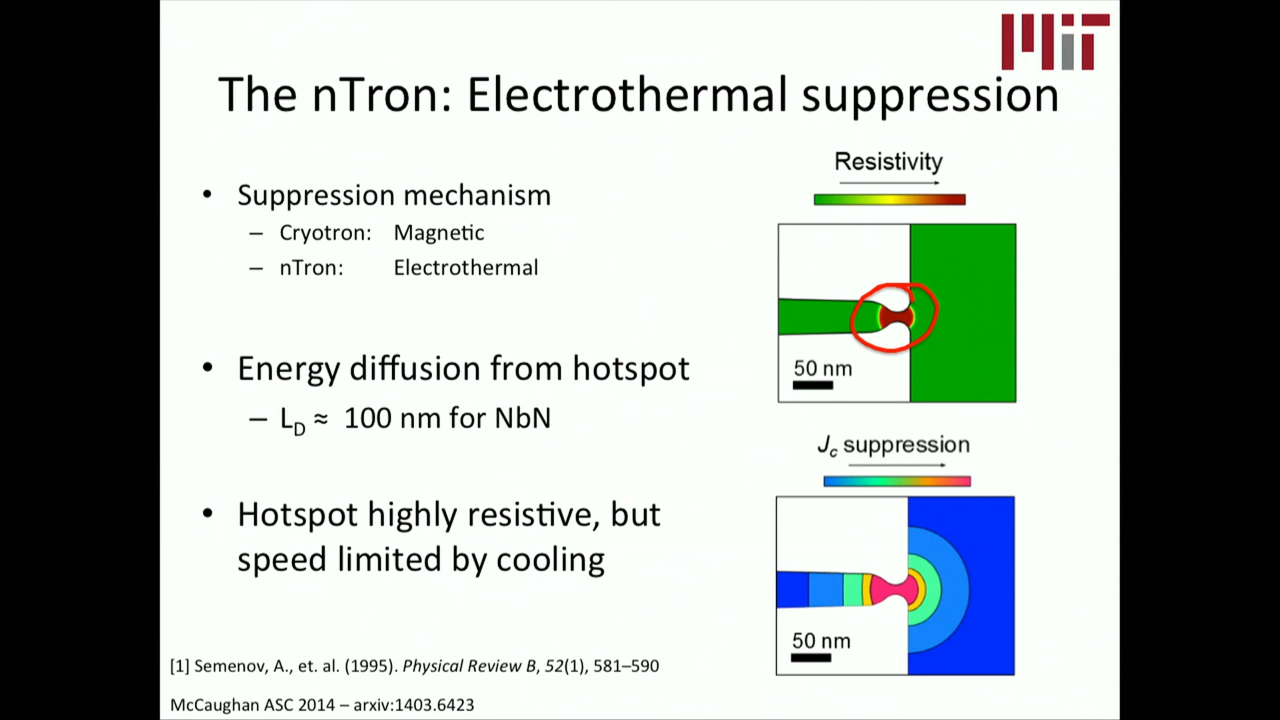 MIT
The nTron: Electrothermal suppression
• Suppression mechanism
– Cryotron: Magnetic
– nTron: Electrothermal
• Energy diffusion from hotspot
– LD ≈ 100 nm for NbN
• Hotspot highly resistive, but
speed limited by cooling
Resistivity
50 nm
Jc suppression
50 nm
[1] Semenov, A., et. al. (1995). Physical Review B, 52(1), 581–590
McCaughan ASC 2014 – arxiv:1403.6423